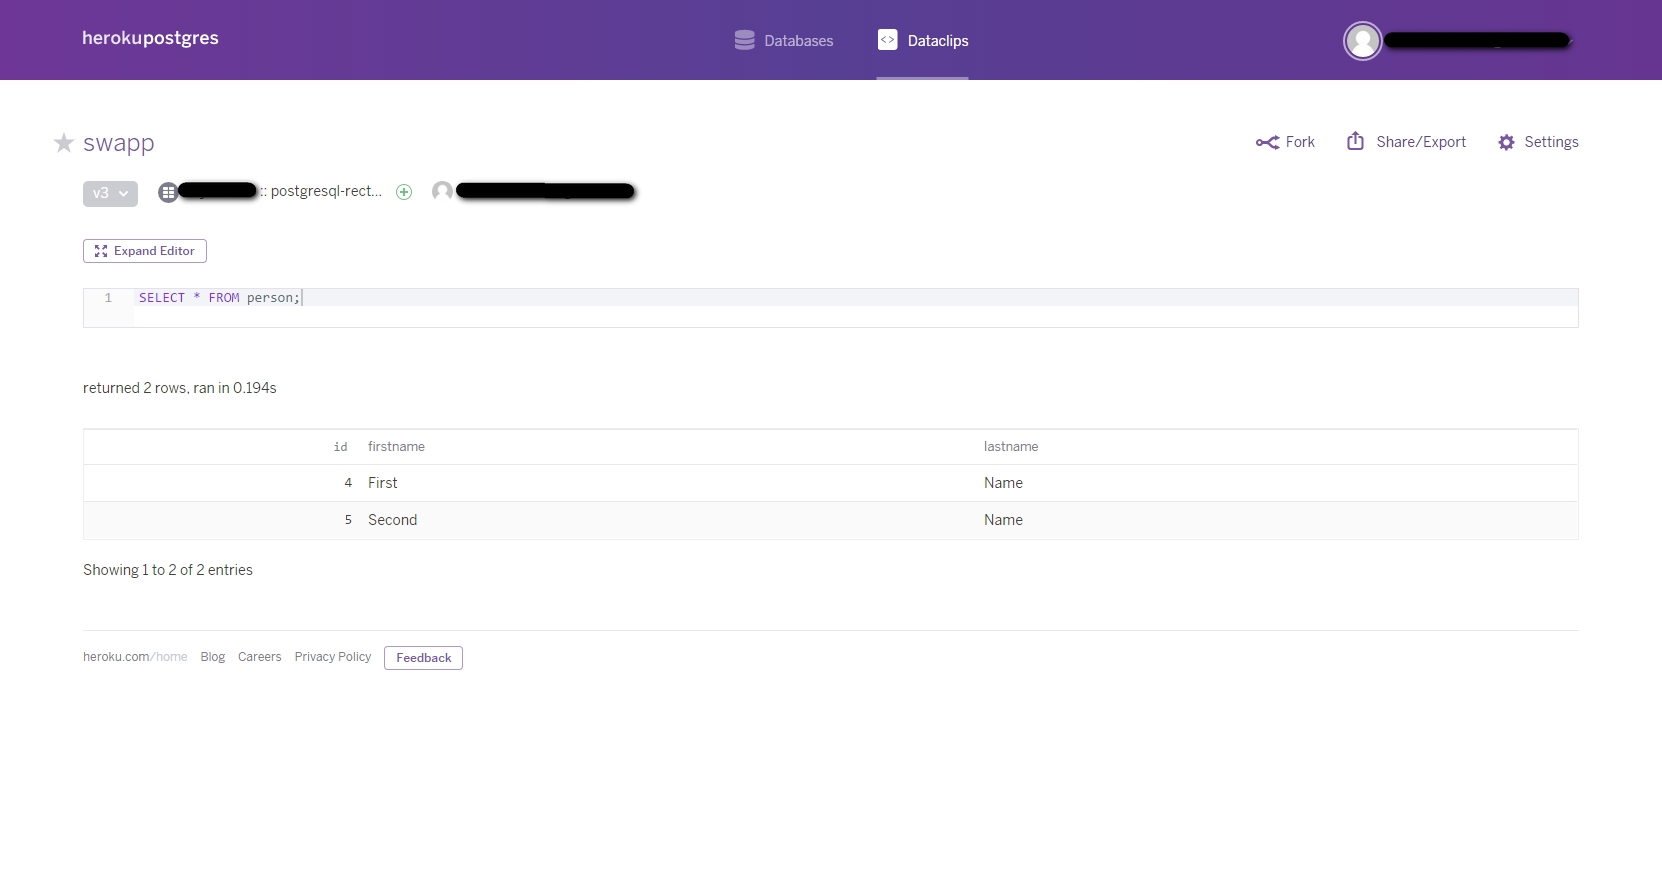 herokupostgres Databases <> Dataclips
swapp Fork Share/Export Settings
v3 :: postgresql-rect...
Expand Editor
1 SELECT * FROM person;
returned 2 rows, ran in 0.194s
id firstname lastname
4 First Name
5 Second Name
Showing 1 to 2 of 2 entries
heroku.com/home Blog Careers Privacy Policy Feedback